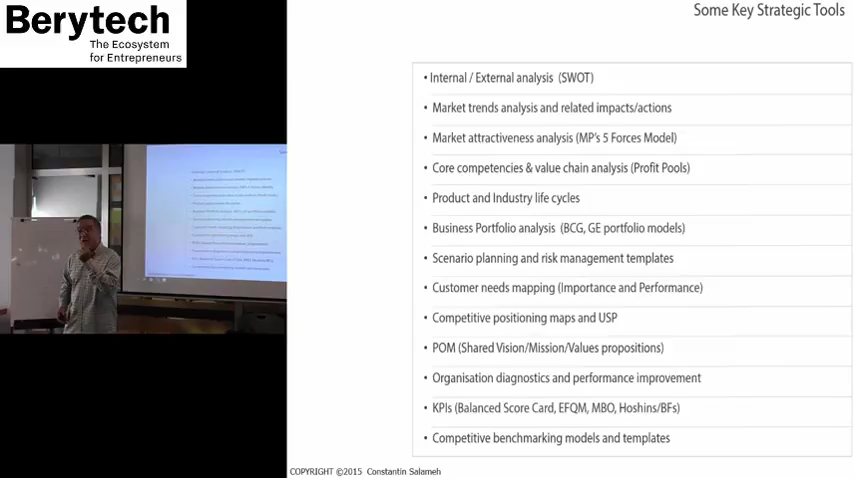 Berytech
The Ecosystem
for Entrepreneurs
Some Key Strategic Tools
• Internal / External analysis (SWOT)
• Market trends analysis and related impacts/actions
• Market attractiveness analysis (MP's 5 Forces Model)
• Core competencies & value chain analysis (Profit Pools)
• Product and Industry life cycles
• Business Portfolio analysis (BCG, GE portfolio models)
• Scenario planning and risk management templates
• Customer needs mapping (Importance and Performance)
• Competitive positioning maps and USP
• POM (Shared Vision/Mission/Values propositions)
• Organisation diagnostics and performance improvement
• KPIs (Balanced Score Card, EFQM, MBO, Hoshins/BFs)
• Competitive benchmarking models and templates
COPYRIGHT ©2015 Constantin Salameh